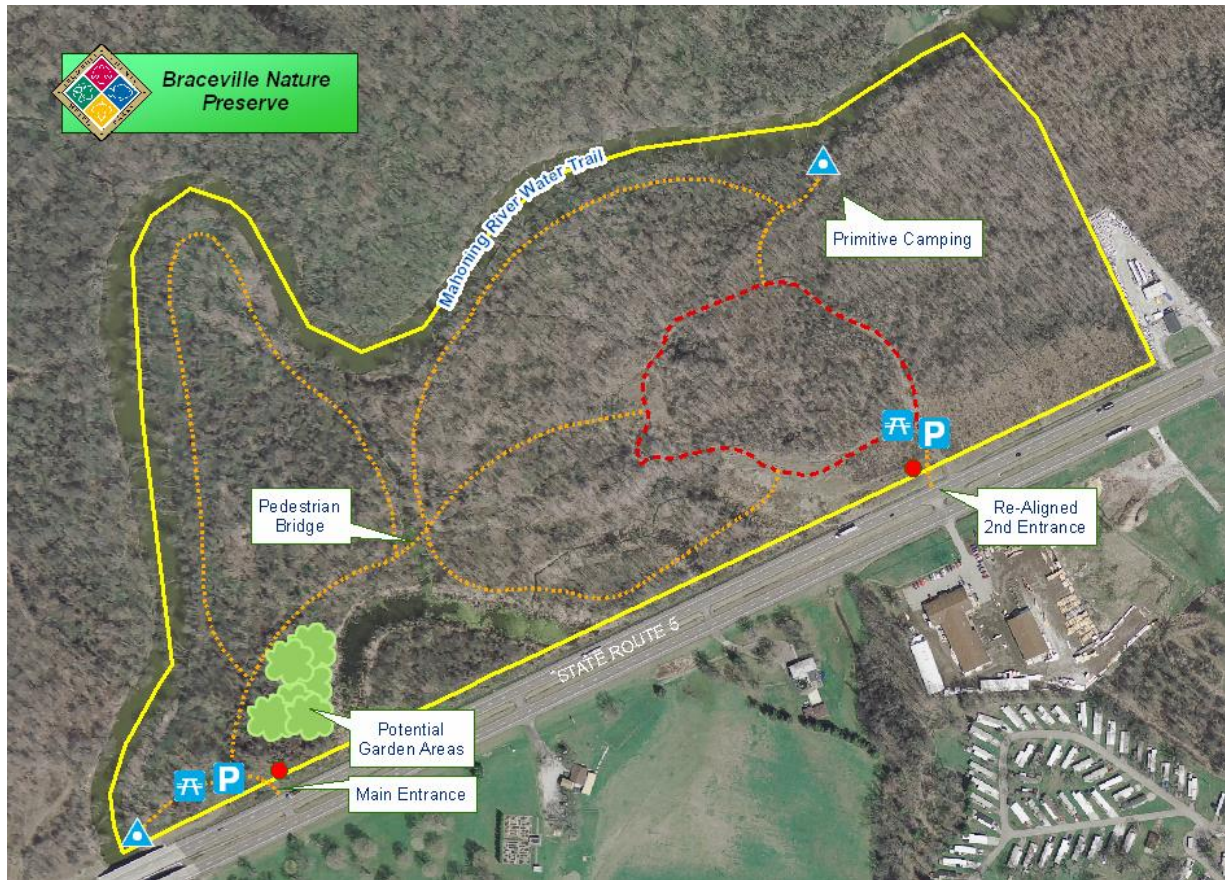 Braceville Nature
Preserve
Mahoning River Water Trail
Primitive Camping
P
Re-Aligned
2nd Entrance
Pedestrian
Bridge
STATE ROUTE 5
Potential
Garden Areas
P
Main Entrance